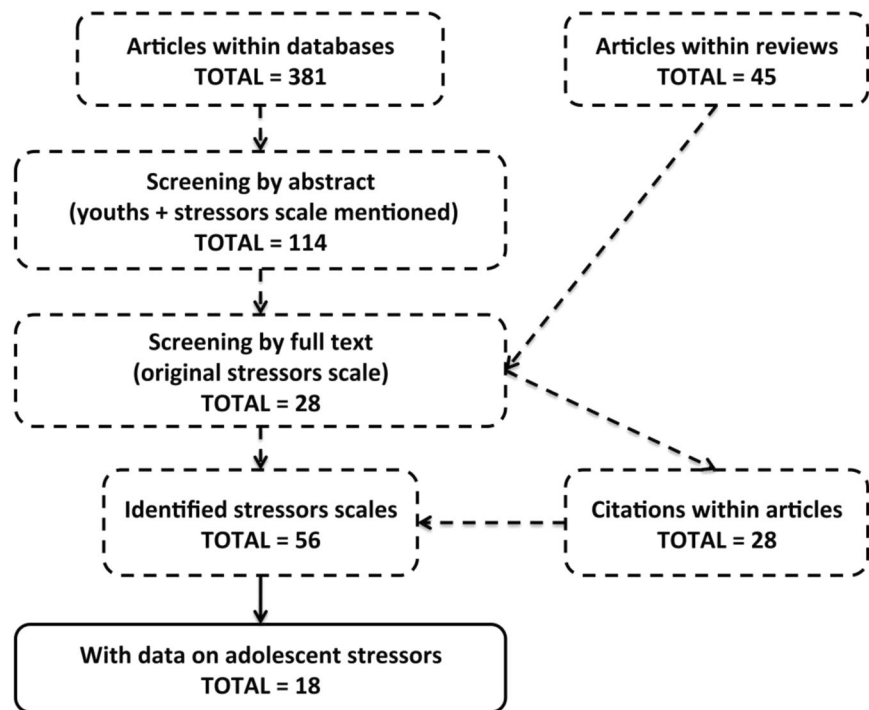 Articles within databases
TOTAL = 381
Articles within reviews
TOTAL = 45
Screening by abstract
(youths + stressors scale mentioned)
TOTAL = 114
Screening by full text
(original stressors scale)
TOTAL = 28
Identified stressors scales
TOTAL = 56
Citations within articles
TOTAL = 28
With data on adolescent stressors
TOTAL = 18